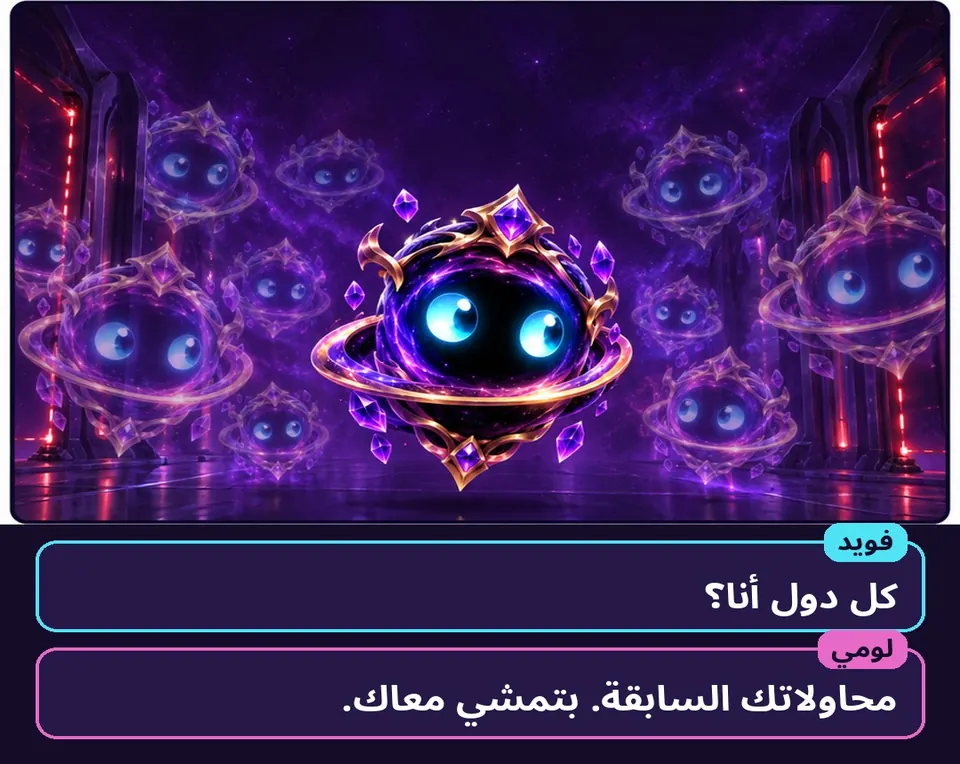 فويد
كل دول أنا؟
لومي
محاولاتك السابقة. بتمشي معاك.